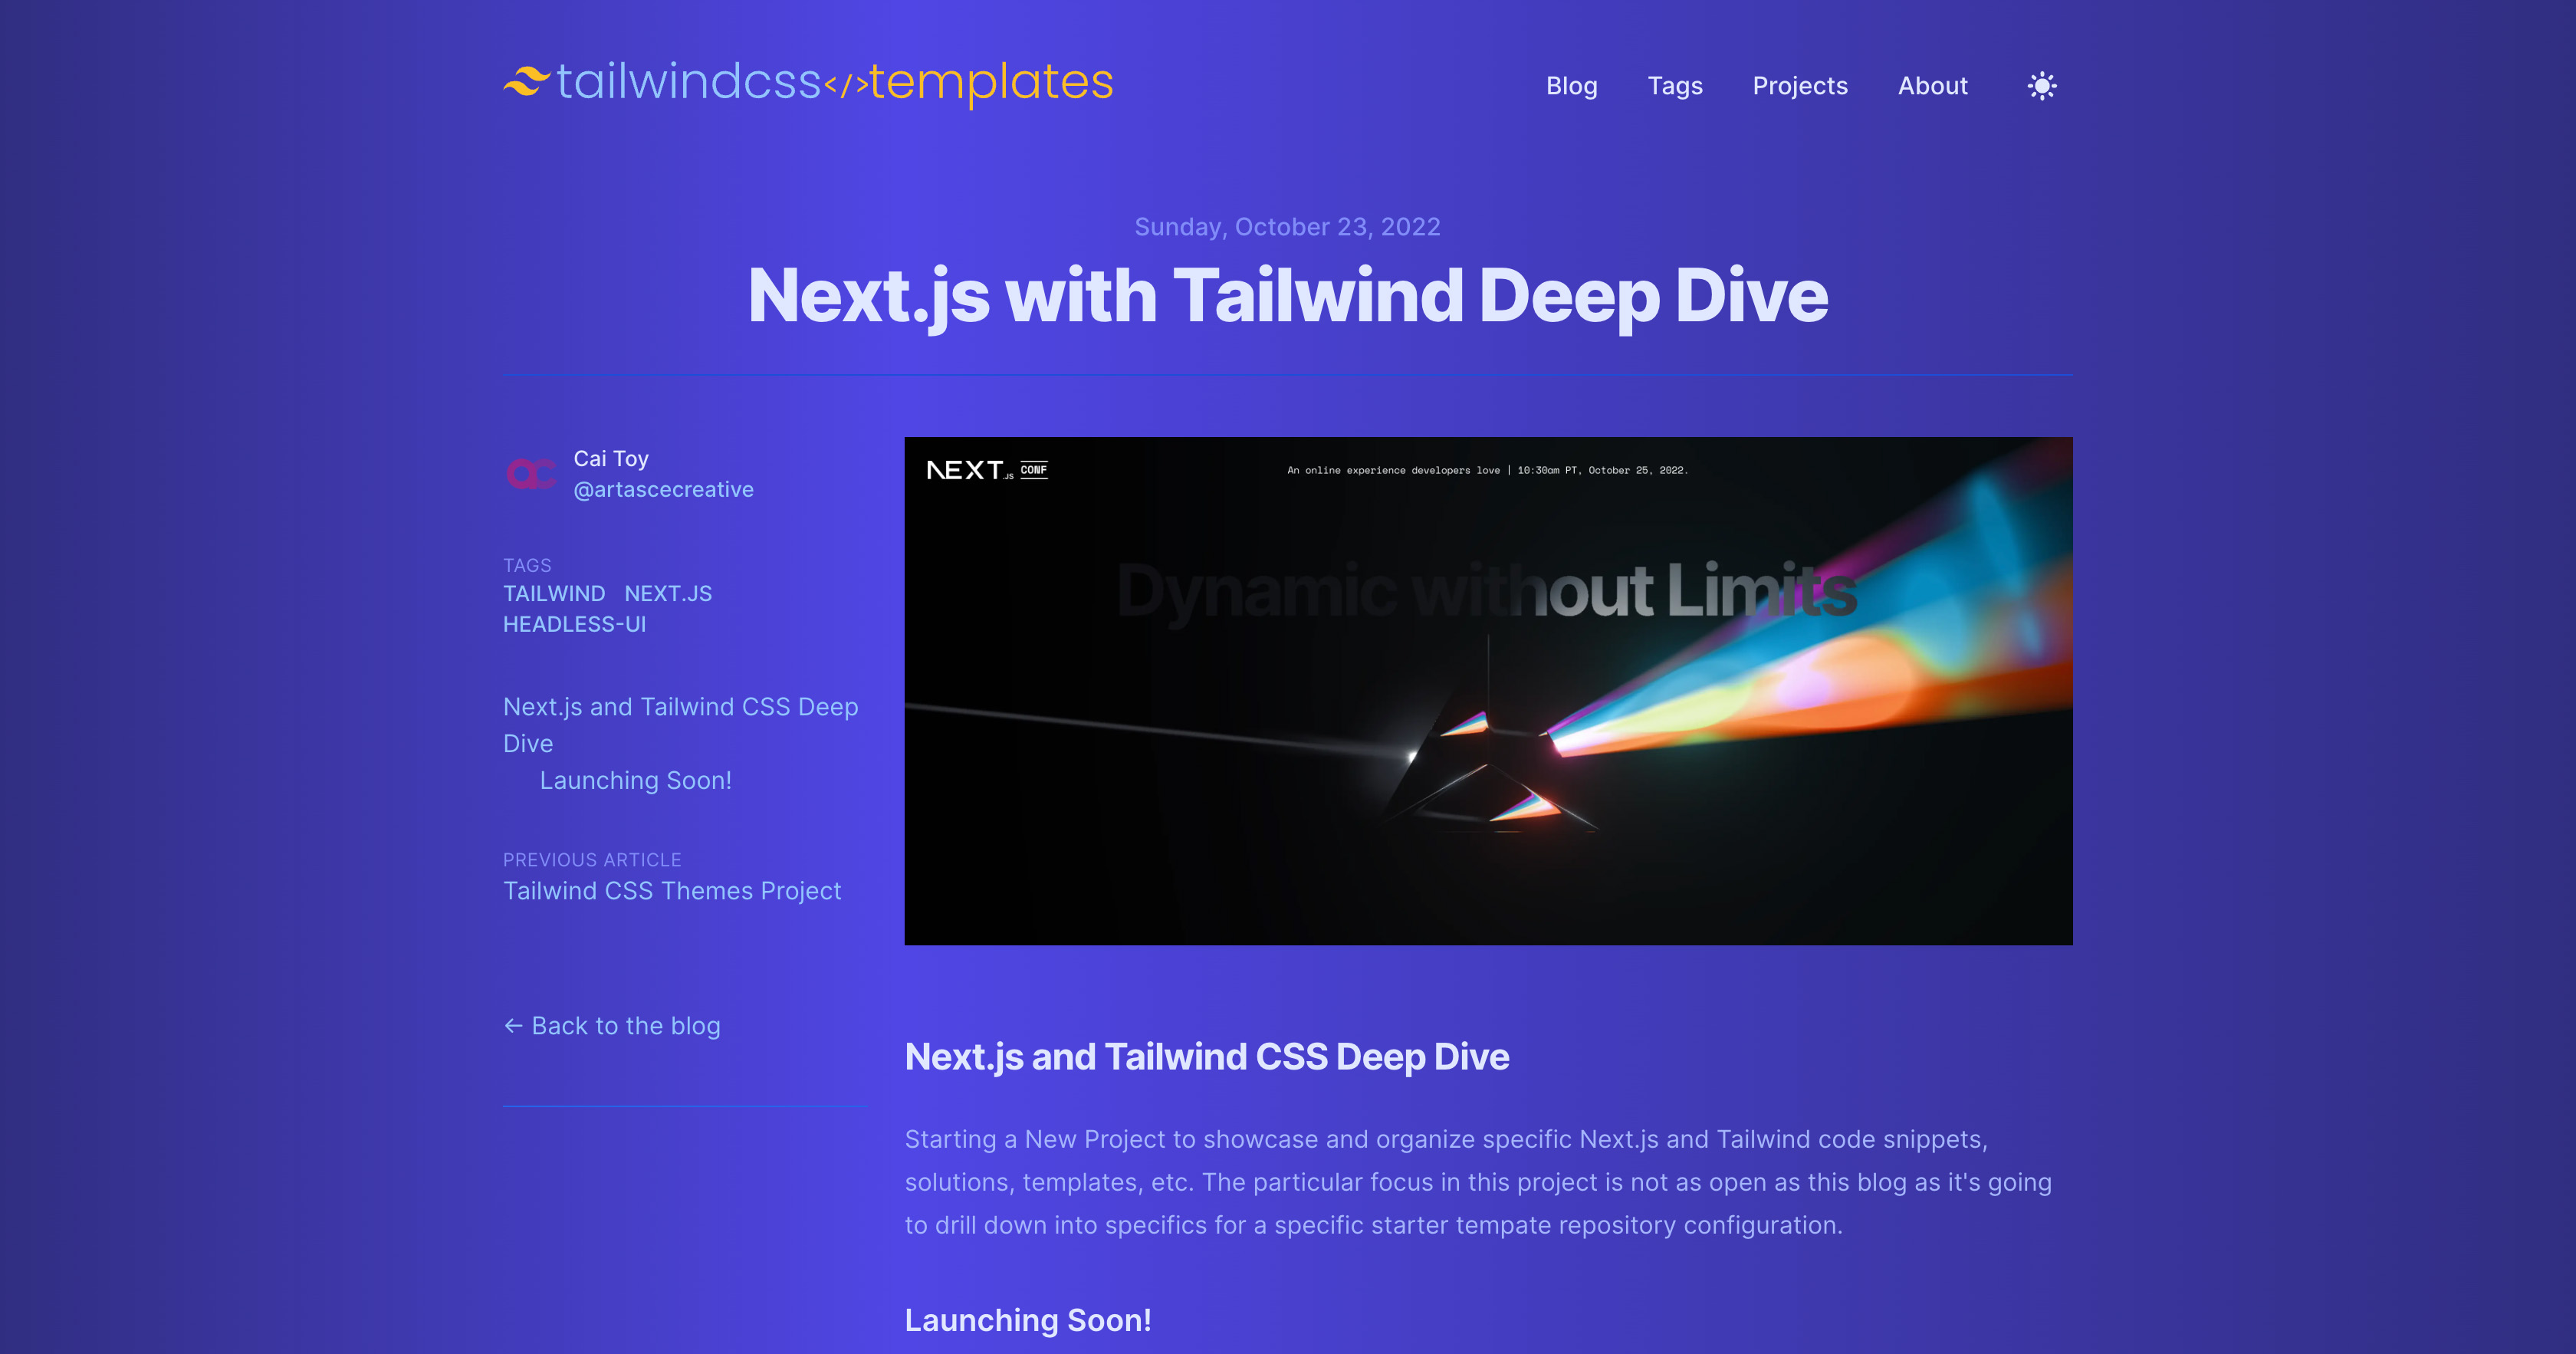 tailwindcss</>templates
Blog Tags Projects About
Sunday, October 23, 2022
Next.js with Tailwind Deep Dive
ac
Cai Toy
@artascecreative
TAGS
TAILWIND NEXT.JS
HEADLESS-UI
Next.js and Tailwind CSS Deep
Dive
Launching Soon!
PREVIOUS ARTICLE
Tailwind CSS Themes Project
← Back to the blog
NEXT.JS CONF
An online experience developers love | 10:30am PT, October 25, 2022.
Dynamic without Limits
Next.js and Tailwind CSS Deep Dive
Starting a New Project to showcase and organize specific Next.js and Tailwind code snippets,
solutions, templates, etc. The particular focus in this project is not as open as this blog as it's going
to drill down into specifics for a specific starter tempate repository configuration.
Launching Soon!